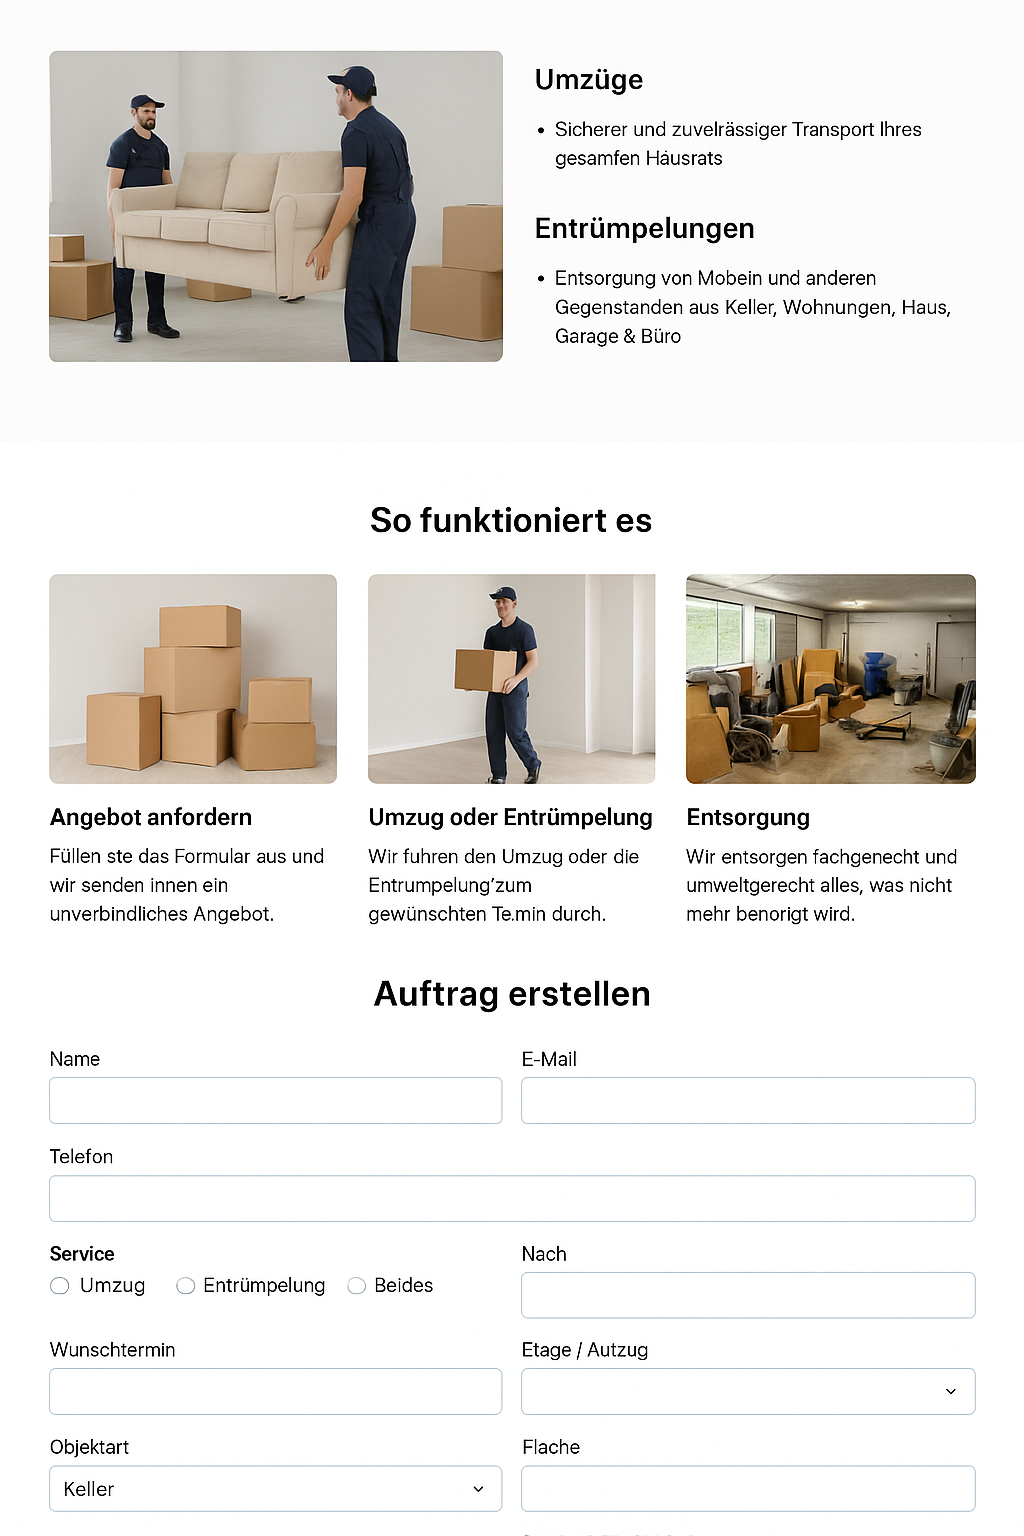 Umzüge
• Sicherer und zuvelrässiger Transport Ihres
gesamfen Háusrats
Entrümpelungen
• Entsorgung von Mobein und anderen
Gegenstanden aus Keller, Wohnungen, Haus,
Garage & Büro
So funktioniert es
Angebot anfordern
Füllen ste das Formular aus und
wir senden innen ein
unverbindliches Angebot.
Umzug oder Entrümpelung
Wir fuhren den Umzug oder die
Entrumpelung’zum
gewünschten Te.min durch.
Entsorgung
Wir entsorgen fachgenecht und
umweltgerecht alles, was nicht
mehr benorigt wird.
Auftrag erstellen
Name
E-Mail
Telefon
Service
Umzug Entrümpelung Beides
Nach
Wunschtermin
Etage / Autzug
Objektart
Keller
Flache